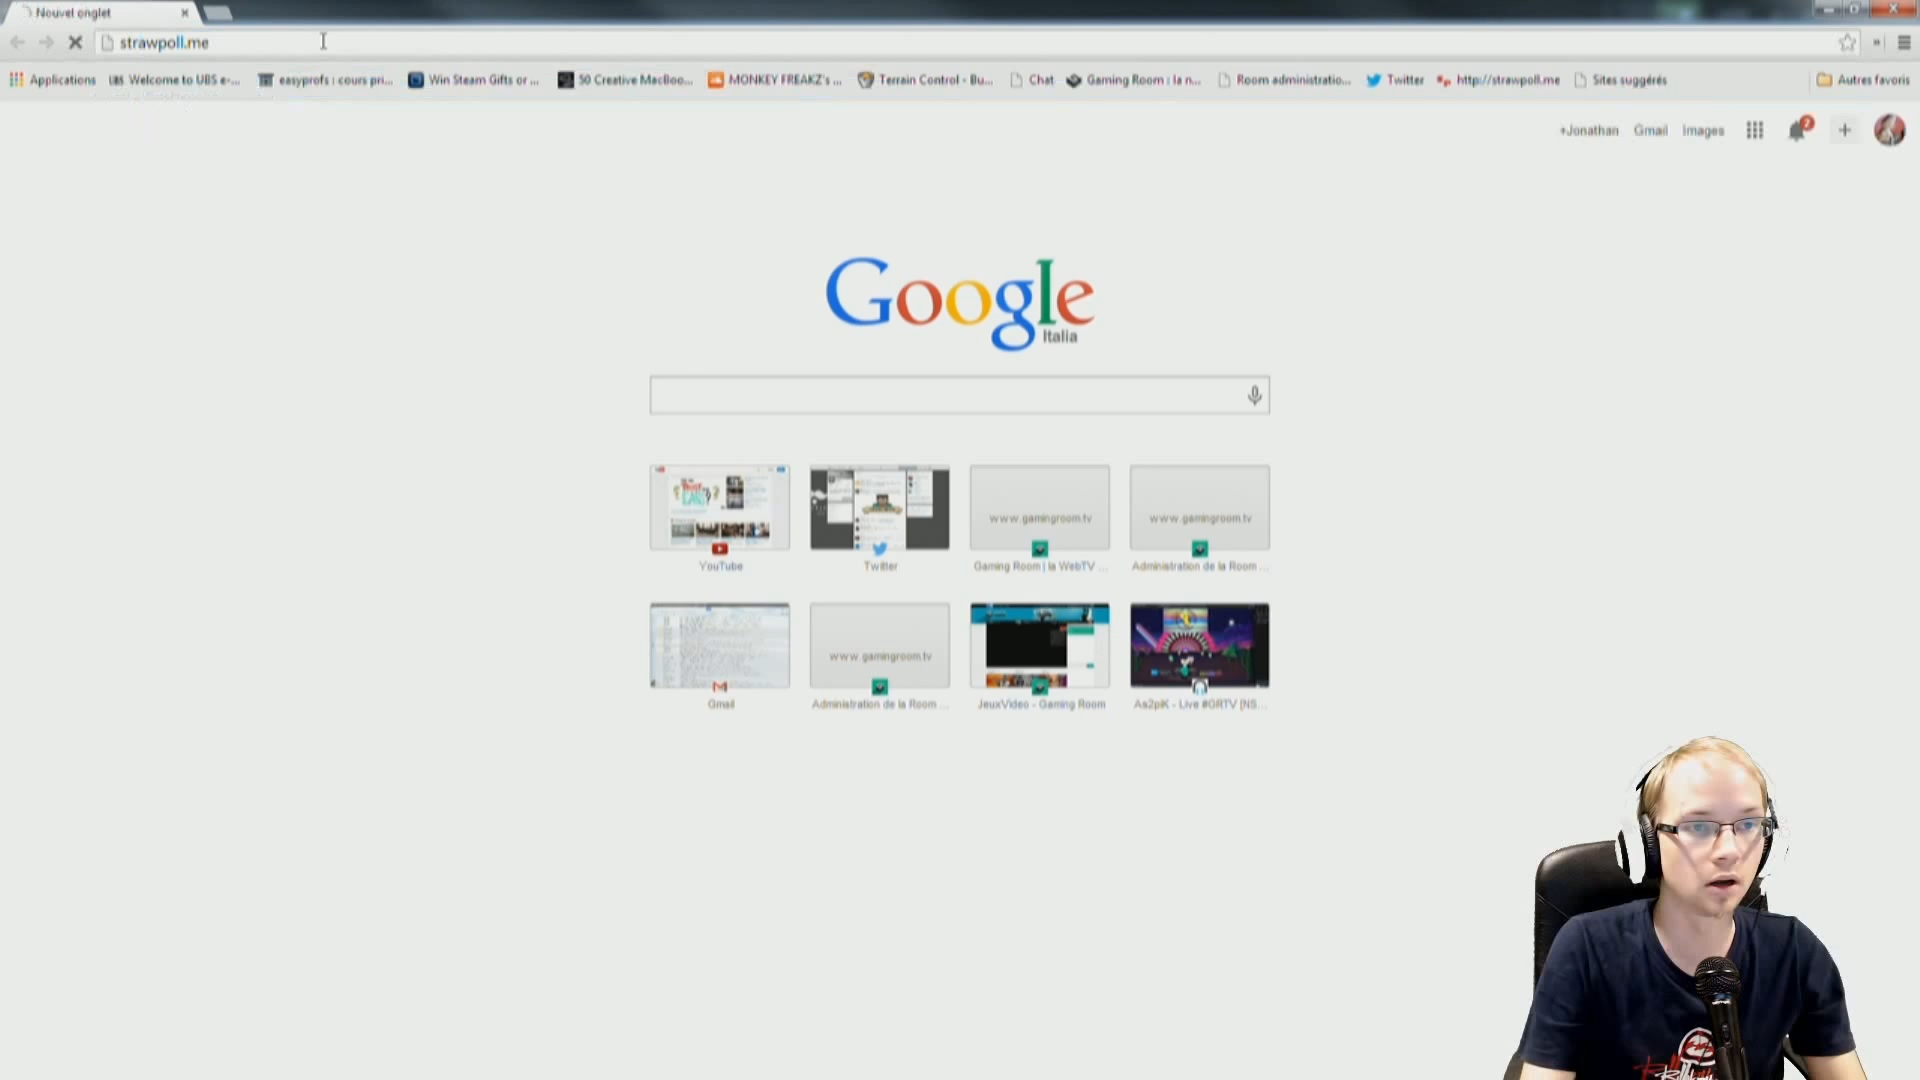 Nouvel onglet
strawpoll.me
Applications
Welcome to UBS e-...
easyprofs : cours pri...
Win Steam Gifts or ...
50 Creative MacBoo...
MONKEY FREAKZ's ...
Terrain Control - Bu...
Chat
Gaming Room : la n...
Room administratio...
Twitter
http://strawpoll.me
Sites suggérés
Autres favoris
+Jonathan
Gmail
Images
2
Google
Italia
www.gamingroom.tv
www.gamingroom.tv
YouTube
Twitter
Gaming Room | la WebTV ...
Administration de la Room ...
www.gamingroom.tv
Gmail
Administration de la Room ...
JeuxVideo - Gaming Room
As2piK - Live #GRTV [NS...